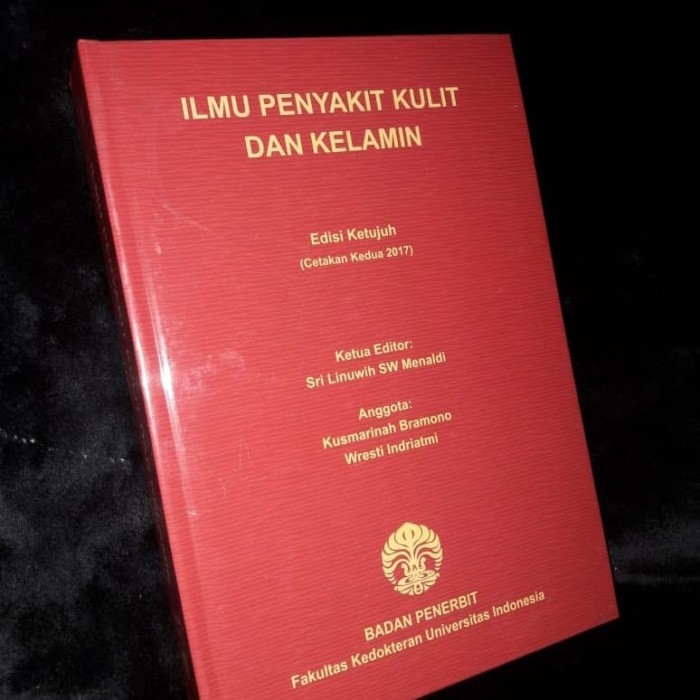 ILMU PENYAKIT KULIT
DAN KELAMIN
Edisi Ketujuh
(Cetakan Kedua 2017)
Ketua Editor:
Sri Linuwih SW Menaldi
Anggota:
Kusmarinah Bramono
Wresti Indriatmi
BADAN PENERBIT
Fakultas Kedokteran Universitas Indonesia